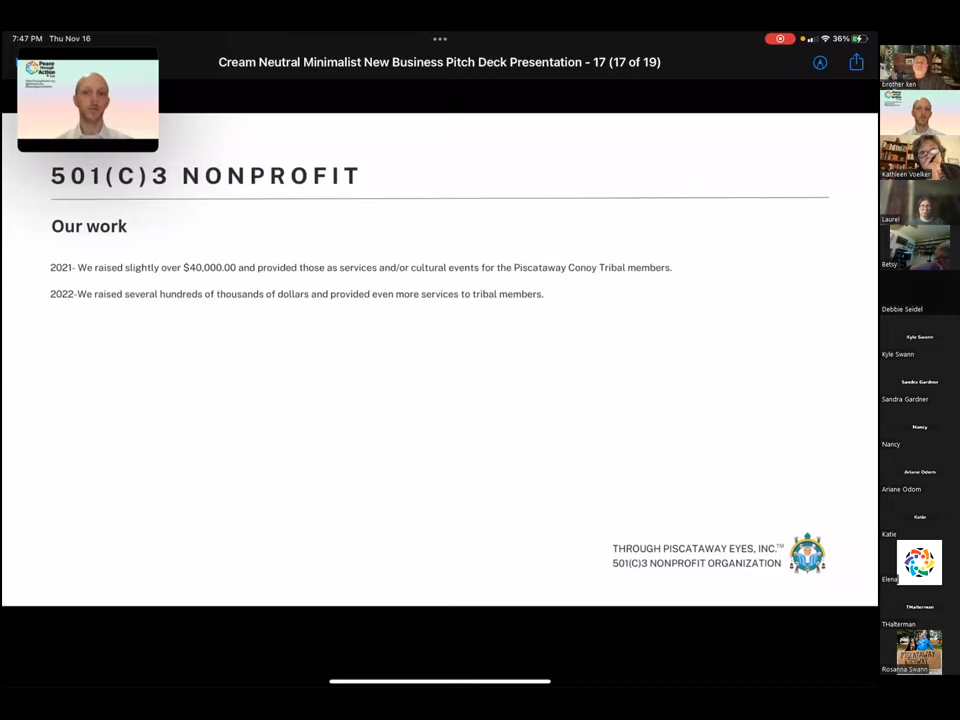 7:47 PM Thu Nov 16
36%
Cream Neutral Minimalist New Business Pitch Deck Presentation - 17 (17 of 19)
Peace
Through
Action
501(C)3 NONPROFIT
Our work
2021- We raised slightly over $40,000.00 and provided those as services and/or cultural events for the Piscataway Conoy Tribal members.
2022-We raised several hundreds of thousands of dollars and provided even more services to tribal members.
THROUGH PISCATAWAY EYES, INC.™
501(C)3 NONPROFIT ORGANIZATION
brother ken
Kathleen Voelker
Laurel
Betsy
Debbie Seidel
Kyle Swann
Kyle Swann
Sandra Gardner
Sandra Gardner
Nancy
Nancy
Ariane Odom
Ariane Odom
Katie
Katie
Elena
THalterman
THalterman
PISCATAWAY
Rosanna Swann